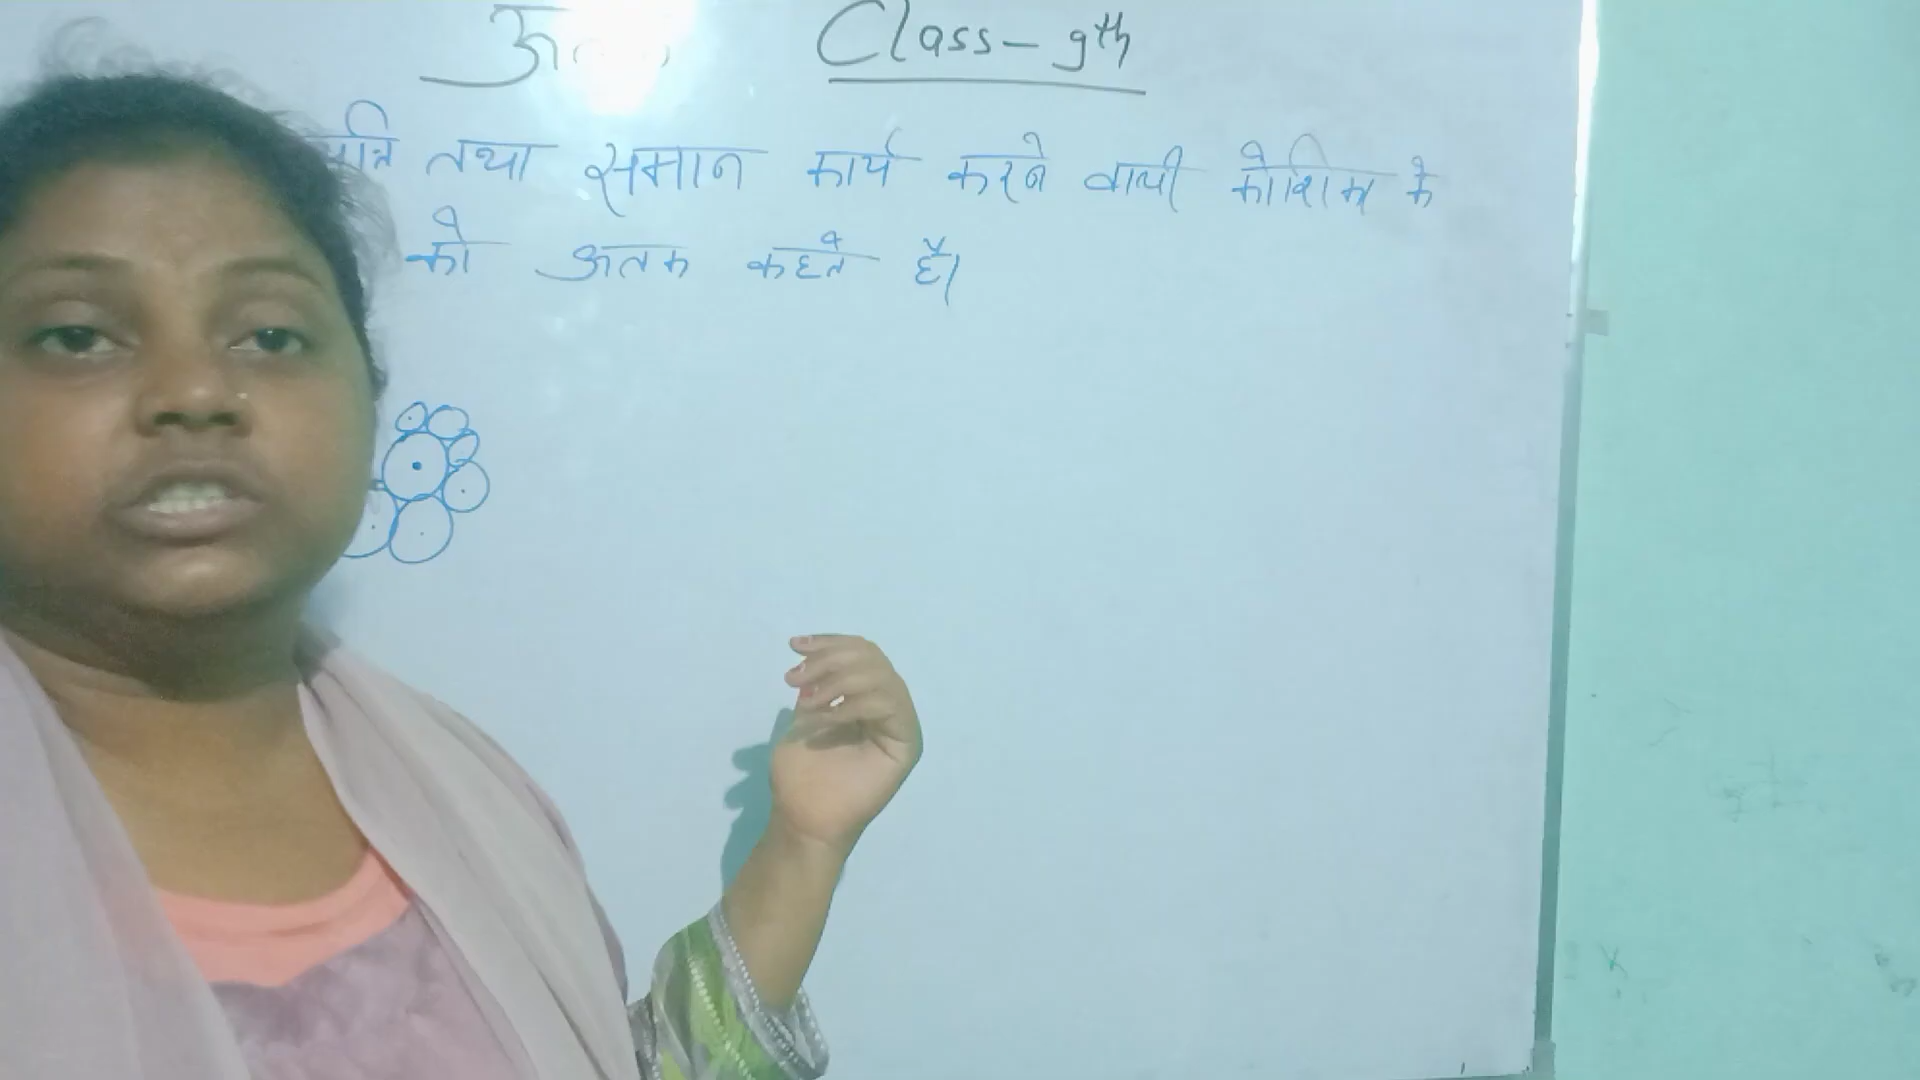 Class - 9th
तथा समान कार्य करने वाली कोशिका के
को ऊतक कहते हैं।